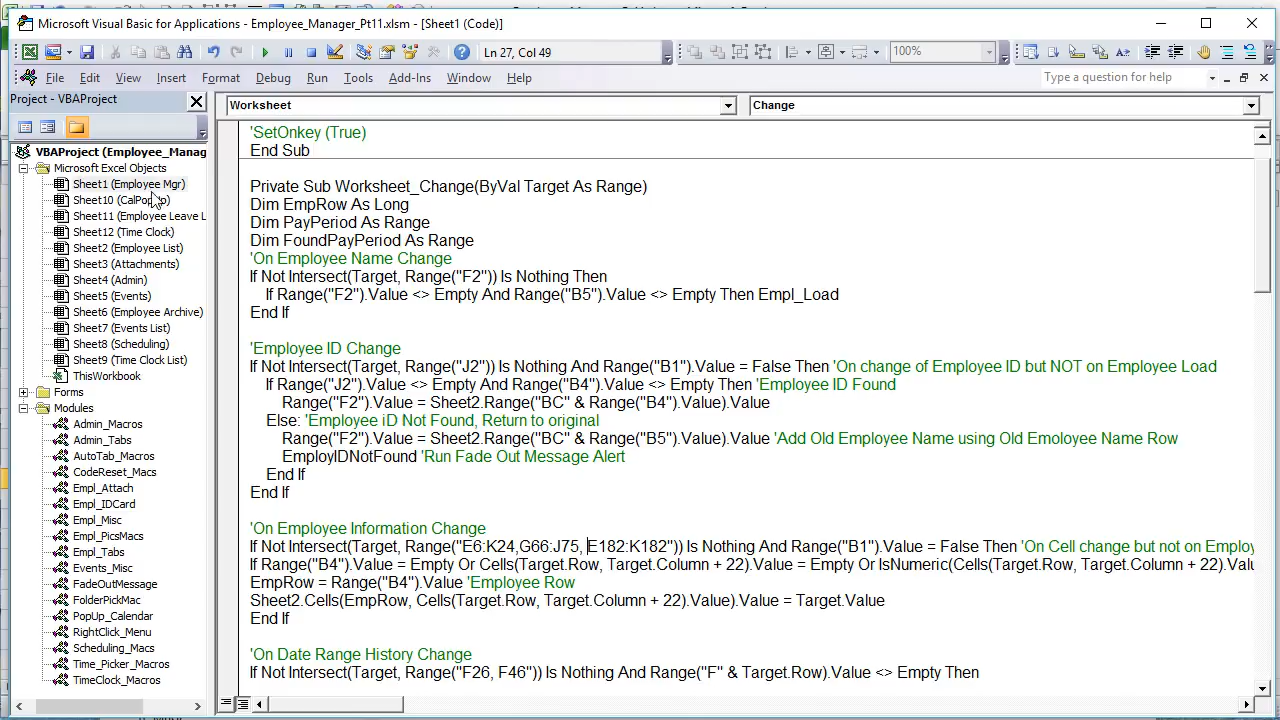 Microsoft Visual Basic for Applications - Employee_Manager_Pt11.xlsm - [Sheet1 (Code)]
Ln 27, Col 49
100%
File Edit View Insert Format Debug Run Tools Add-Ins Window Help
Type a question for help
Project - VBAProject
Worksheet
Change
VBAProject (Employee_Manag
Microsoft Excel Objects
Sheet1 (Employee Mgr)
Sheet10 (CalPopUp)
Sheet11 (Employee Leave L
Sheet12 (Time Clock)
Sheet2 (Employee List)
Sheet3 (Attachments)
Sheet4 (Admin)
Sheet5 (Events)
Sheet6 (Employee Archive)
Sheet7 (Events List)
Sheet8 (Scheduling)
Sheet9 (Time Clock List)
ThisWorkbook
Forms
Modules
Admin_Macros
Admin_Tabs
AutoTab_Macros
CodeReset_Macs
Empl_Attach
Empl_IDCard
Empl_Misc
Empl_PicsMacs
Empl_Tabs
Events_Misc
FadeOutMessage
FolderPickMac
PopUp_Calendar
RightClick_Menu
Scheduling_Macs
Time_Picker_Macros
TimeClock_Macros
'SetOnkey (True)
End Sub
Private Sub Worksheet_Change(ByVal Target As Range)
Dim EmpRow As Long
Dim PayPeriod As Range
Dim FoundPayPeriod As Range
'On Employee Name Change
If Not Intersect(Target, Range("F2")) Is Nothing Then
If Range("F2").Value <> Empty And Range("B5").Value <> Empty Then Empl_Load
End If
'Employee ID Change
If Not Intersect(Target, Range("J2")) Is Nothing And Range("B1").Value = False Then 'On change of Employee ID but NOT on Employee Load
If Range("J2").Value <> Empty And Range("B4").Value <> Empty Then 'Employee ID Found
Range("F2").Value = Sheet2.Range("BC" & Range("B4").Value).Value
Else: 'Employee iD Not Found, Return to original
Range("F2").Value = Sheet2.Range("BC" & Range("B5").Value).Value 'Add Old Employee Name using Old Emoloyee Name Row
EmployIDNotFound 'Run Fade Out Message Alert
End If
End If
'On Employee Information Change
If Not Intersect(Target, Range("E6:K24,G66:J75, E182:K182")) Is Nothing And Range("B1").Value = False Then 'On Cell change but not on Employ
If Range("B4").Value = Empty Or Cells(Target.Row, Target.Column + 22).Value = Empty Or IsNumeric(Cells(Target.Row, Target.Column + 22).Va
EmpRow = Range("B4").Value 'Employee Row
Sheet2.Cells(EmpRow, Cells(Target.Row, Target.Column + 22).Value).Value = Target.Value
End If
'On Date Range History Change
If Not Intersect(Target, Range("F26, F46")) Is Nothing And Range("F" & Target.Row).Value <> Empty Then